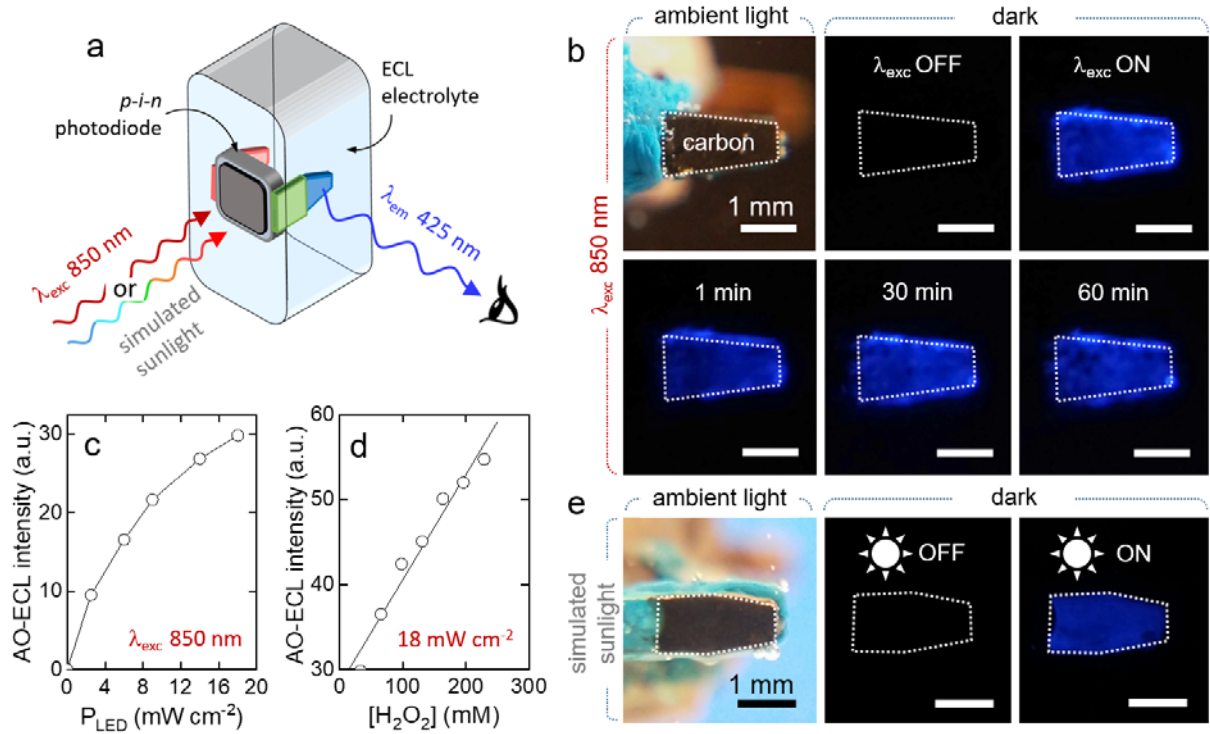 a
p-i-n
photodiode
ECL
electrolyte
λexc 850 nm
or
simulated
sunlight
λem 425 nm
b
ambient light
dark
λexc 850 nm
carbon
1 mm
λexc OFF
λexc ON
1 min
30 min
60 min
c
AO-ECL intensity (a.u.)
30
20
10
0
0 4 8 12 16 20
PLED (mW cm-2)
λexc 850 nm
d
AO-ECL intensity (a.u.)
60
50
40
30
0 100 200 300
[H2O2] (mM)
18 mW cm-2
e
ambient light
dark
simulated
sunlight
1 mm
OFF
ON